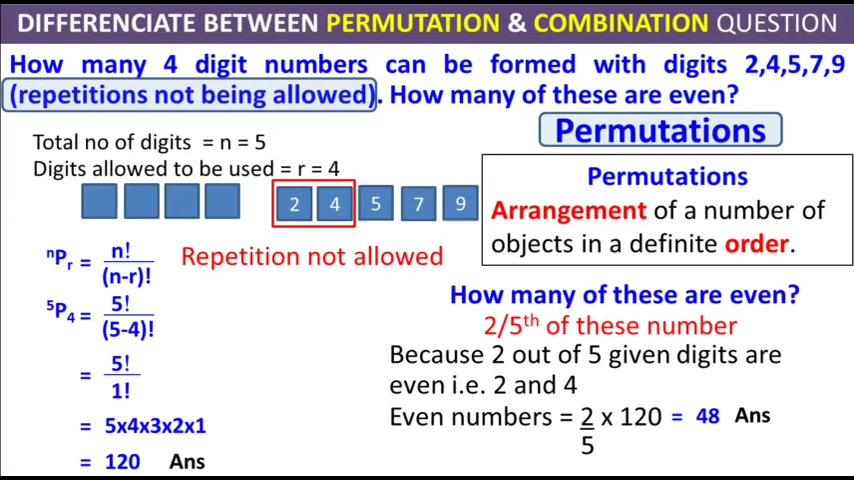 DIFFERENCIATE BETWEEN PERMUTATION & COMBINATION QUESTION
How many 4 digit numbers can be formed with digits 2,4,5,7,9
(repetitions not being allowed). How many of these are even?
Permutations
Total no of digits = n = 5
Digits allowed to be used = r = 4
2 4 5 7 9
Permutations
Arrangement of a number of
objects in a definite order.
Repetition not allowed
ⁿPᵣ = n!
(n-r)!
⁵P₄ = 5!
(5-4)!
= 5!
1!
= 5x4x3x2x1
= 120 Ans
How many of these are even?
2/5ᵗʰ of these number
Because 2 out of 5 given digits are
even i.e. 2 and 4
Even numbers = 2 x 120 = 48 Ans
5